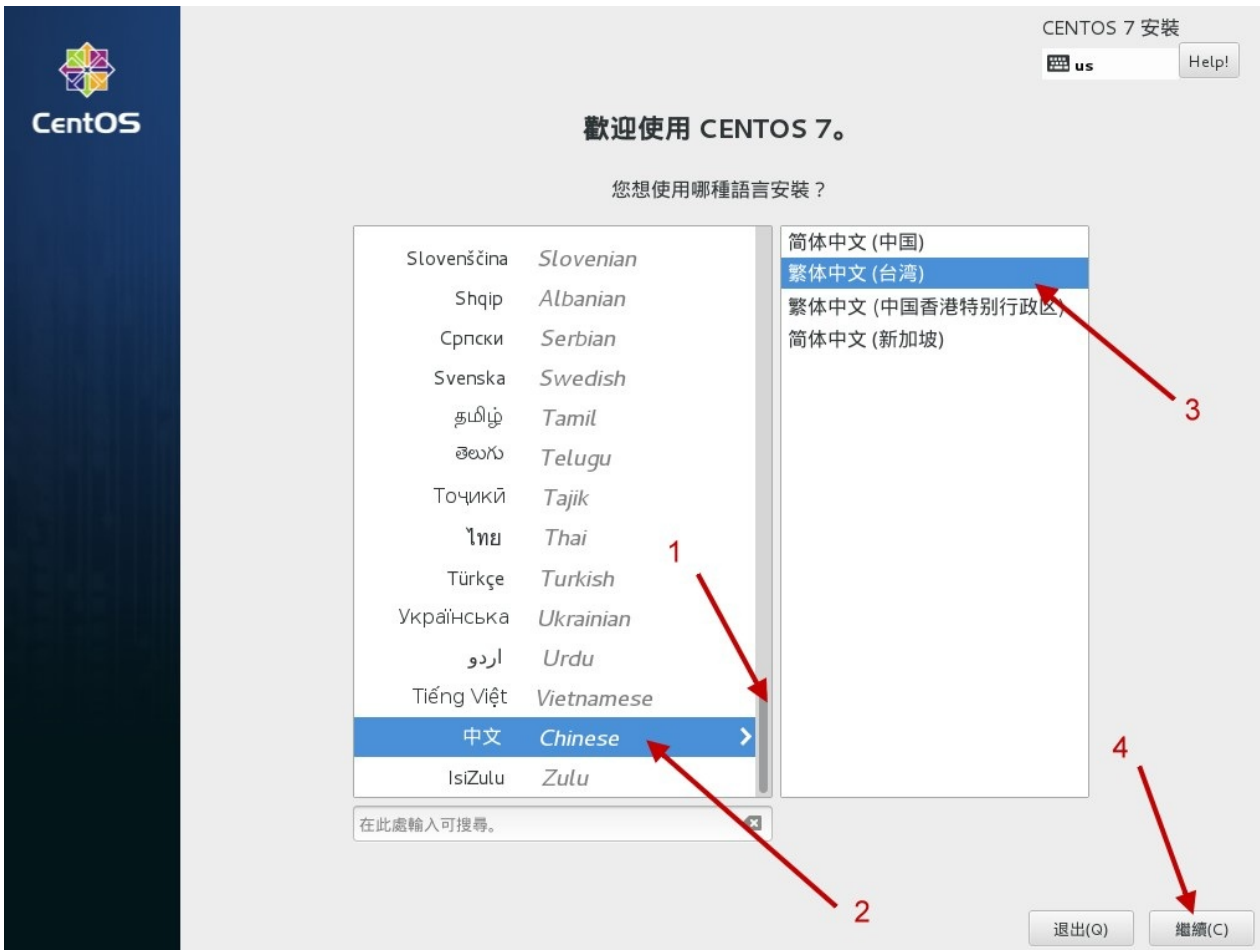 CENTOS 7 安裝
us
Help!
CentOS
歡迎使用 CENTOS 7。
您想使用哪種語言安裝？
Slovenščina Slovenian
Shqip Albanian
Српски Serbian
Svenska Swedish
தமிழ் Tamil
తెలుగు Telugu
Тоҷикӣ Tajik
ไทย Thai
Türkçe Turkish
Українська Ukrainian
اردو Urdu
Tiếng Việt Vietnamese
中文 Chinese
IsiZulu Zulu
在此處輸入可搜尋。
简体中文 (中国)
繁体中文 (台湾)
繁体中文 (中国香港特别行政区)
简体中文 (新加坡)
1
2
3
4
退出(Q)
繼續(C)